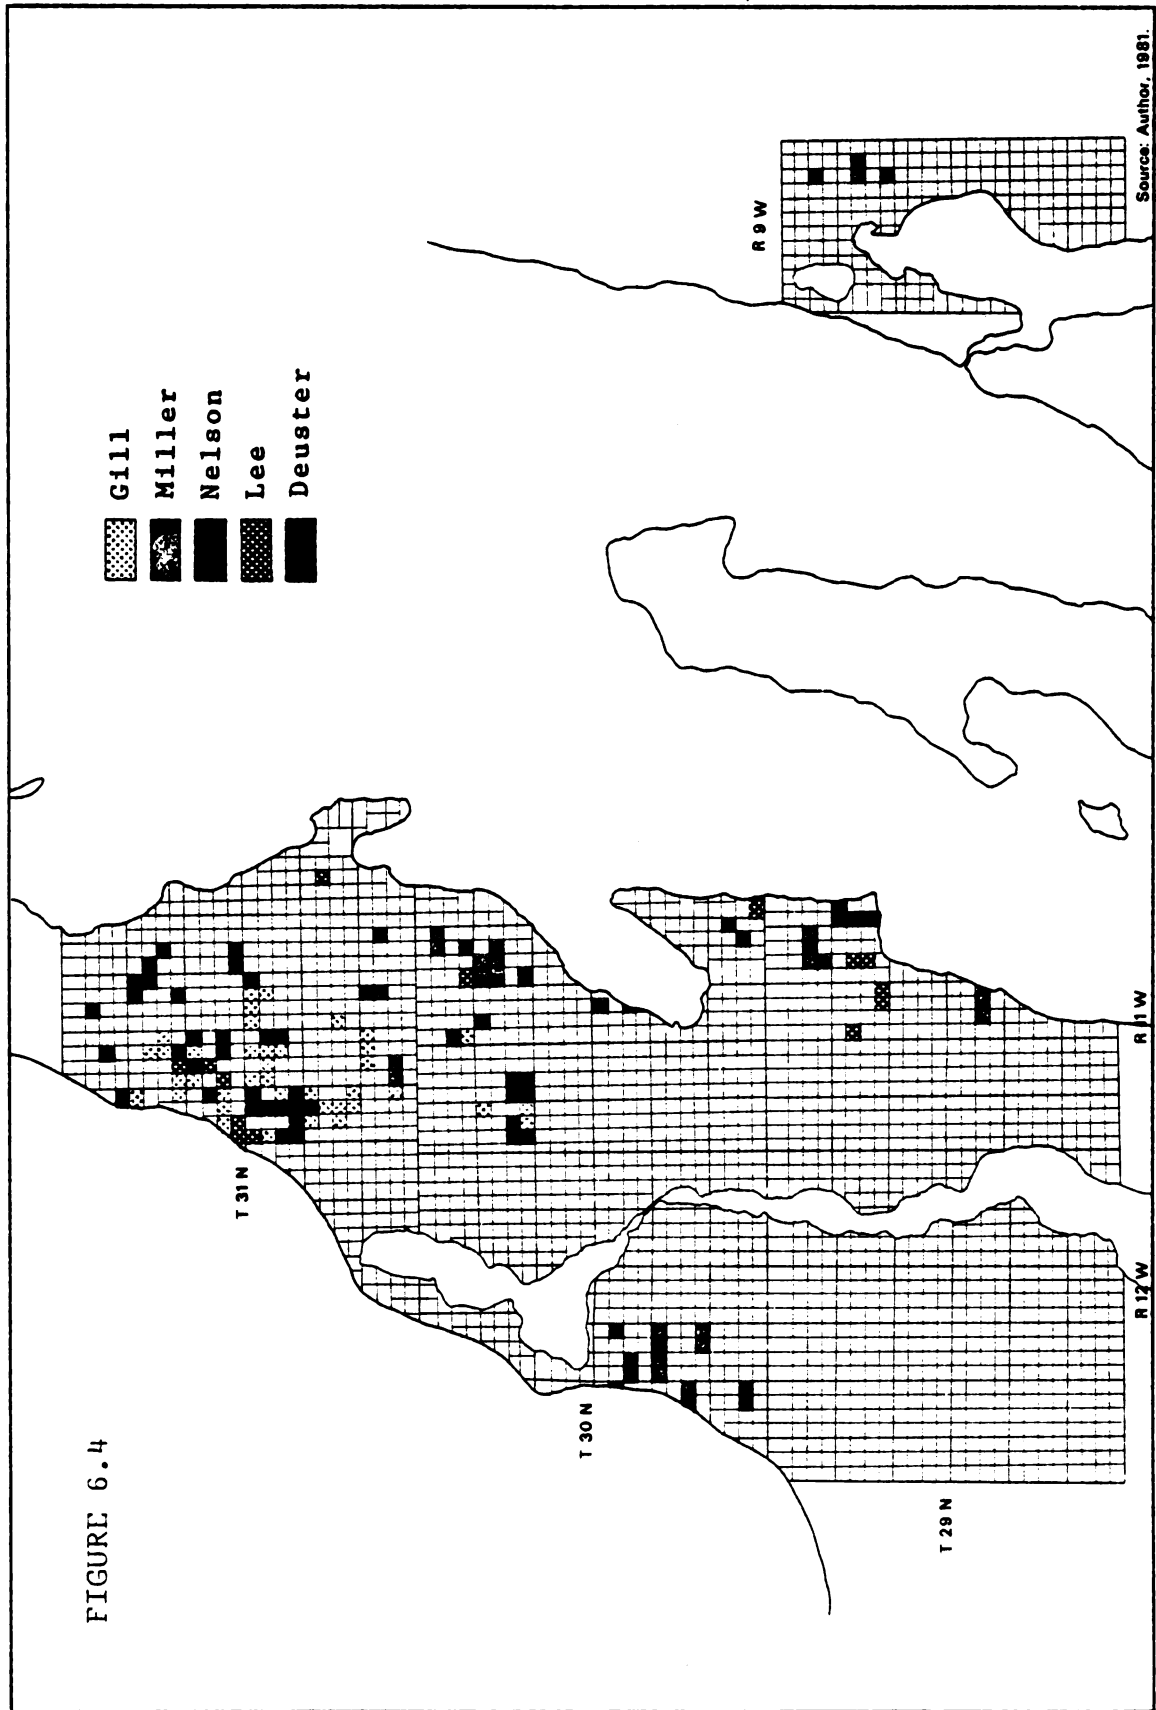 FIGURE 6.4
Gill
Miller
Nelson
Lee
Deuster
T 31 N
T 30 N
T 29 N
R 12 W
R 11 W
R 9 W
Source: Author, 1981.